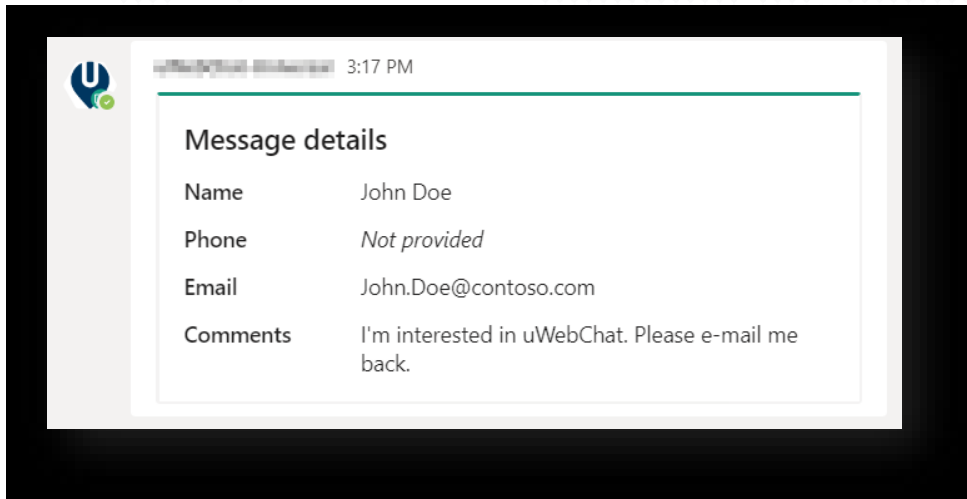 U
3:17 PM
Message details
Name John Doe
Phone Not provided
Email John.Doe@contoso.com
Comments I'm interested in uWebChat. Please e-mail me
back.